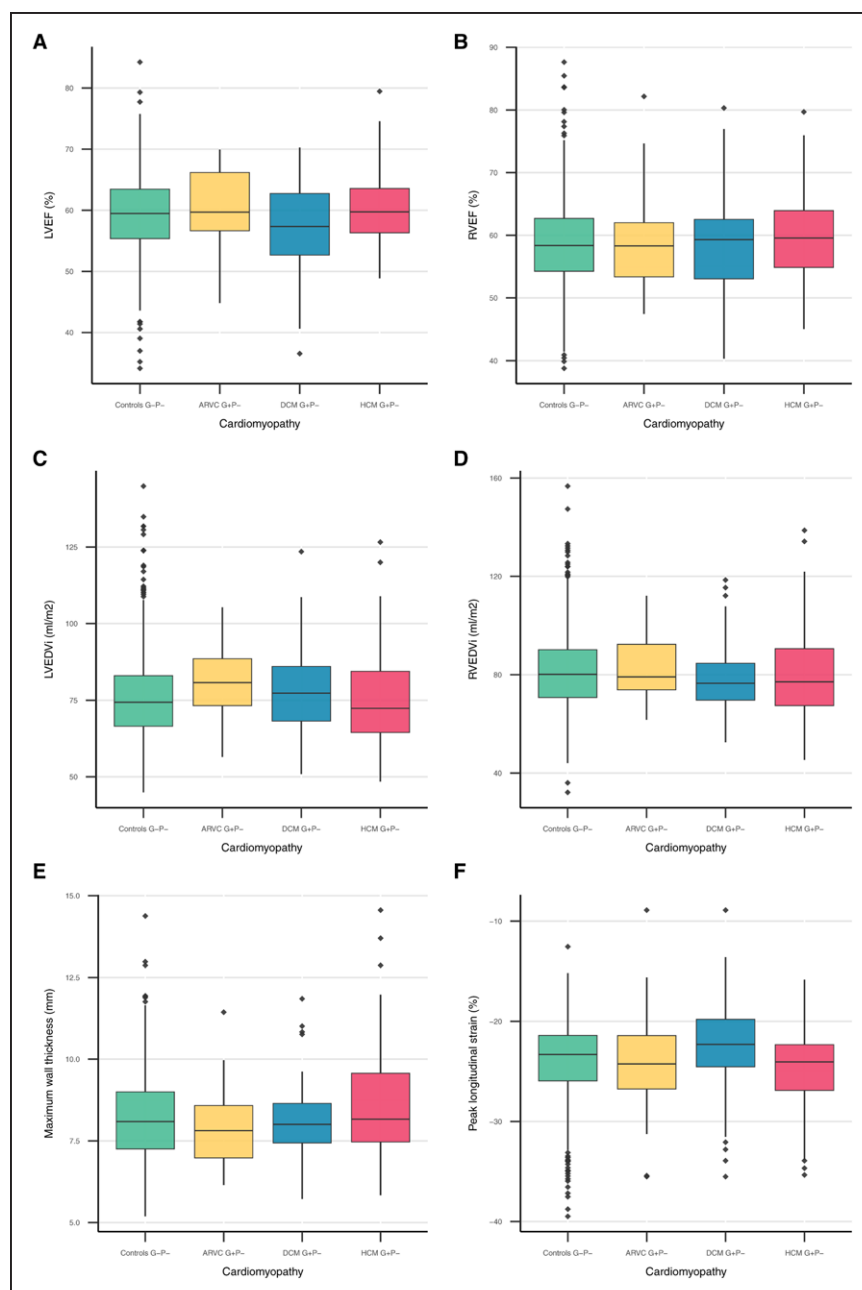 A
LVEF (%)
80
70
60
50
40
Controls G−P−
ARVC G+P−
DCM G+P−
HCM G+P−
Cardiomyopathy
B
RVEF (%)
90
80
70
60
50
40
Controls G−P−
ARVC G+P−
DCM G+P−
HCM G+P−
Cardiomyopathy
C
LVEDVi (ml/m2)
125
100
75
50
Controls G−P−
ARVC G+P−
DCM G+P−
HCM G+P−
Cardiomyopathy
D
RVEDVi (ml/m2)
160
120
80
40
Controls G−P−
ARVC G+P−
DCM G+P−
HCM G+P−
Cardiomyopathy
E
Maximum wall thickness (mm)
15.0
12.5
10.0
7.5
5.0
Controls G−P−
ARVC G+P−
DCM G+P−
HCM G+P−
Cardiomyopathy
F
Peak longitudinal strain (%)
−10
−20
−30
−40
Controls G−P−
ARVC G+P−
DCM G+P−
HCM G+P−
Cardiomyopathy